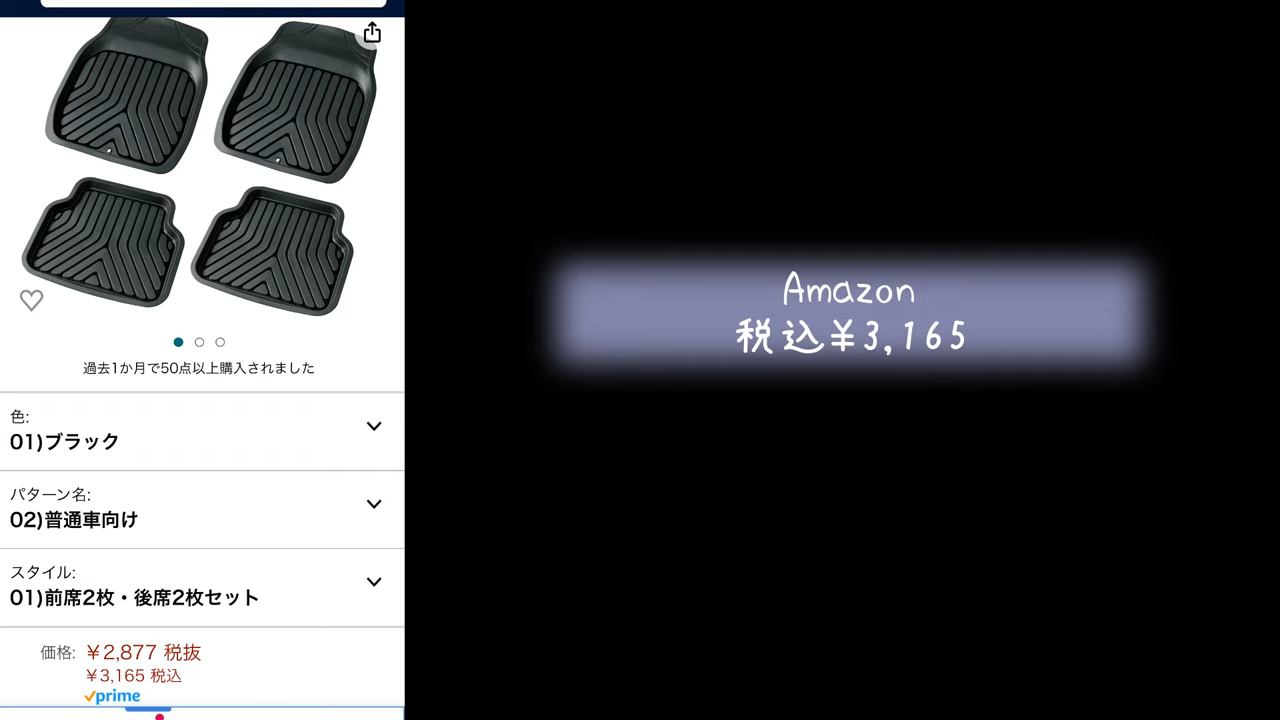 過去1か月で50点以上購入されました
色:
01)ブラック
パターン名:
02)普通車向け
スタイル:
01)前席2枚・後席2枚セット
価格: ￥2,877 税抜
￥3,165 税込
prime
Amazon
税込￥3,165